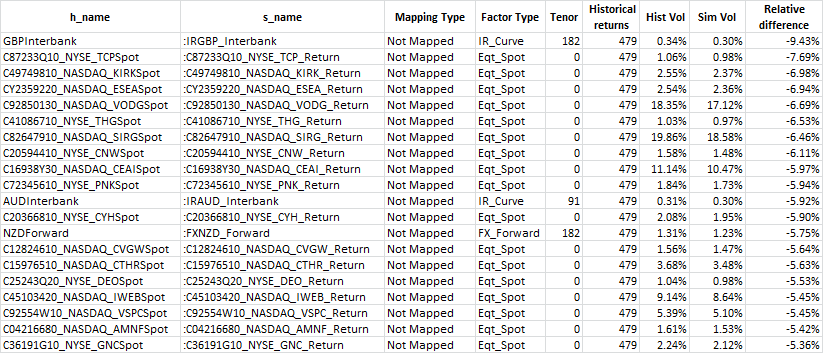 h_name s_name Mapping Type Factor Type Tenor Historical returns Hist Vol Sim Vol Relative difference
GBPInterbank :IRGBP_Interbank Not Mapped IR_Curve 182 479 0.34% 0.30% -9.43%
C87233Q10_NYSE_TCPSpot :C87233Q10_NYSE_TCP_Return Not Mapped Eqt_Spot 0 479 1.06% 0.98% -7.69%
C49749810_NASDAQ_KIRKSpot :C49749810_NASDAQ_KIRK_Return Not Mapped Eqt_Spot 0 479 2.55% 2.37% -6.98%
CY2359220_NASDAQ_ESEASpot :CY2359220_NASDAQ_ESEA_Return Not Mapped Eqt_Spot 0 479 2.54% 2.36% -6.94%
C92850130_NASDAQ_VODGSpot :C92850130_NASDAQ_VODG_Return Not Mapped Eqt_Spot 0 479 18.35% 17.12% -6.69%
C41086710_NYSE_THGSpot :C41086710_NYSE_THG_Return Not Mapped Eqt_Spot 0 479 1.03% 0.97% -6.53%
C82647910_NASDAQ_SIRGSpot :C82647910_NASDAQ_SIRG_Return Not Mapped Eqt_Spot 0 479 19.86% 18.58% -6.46%
C20594410_NYSE_CNWSpot :C20594410_NYSE_CNW_Return Not Mapped Eqt_Spot 0 479 1.58% 1.48% -6.11%
C16938Y30_NASDAQ_CEAISpot :C16938Y30_NASDAQ_CEAI_Return Not Mapped Eqt_Spot 0 479 11.14% 10.47% -5.97%
C72345610_NYSE_PNKSpot :C72345610_NYSE_PNK_Return Not Mapped Eqt_Spot 0 479 1.84% 1.73% -5.94%
AUDInterbank :IRAUD_Interbank Not Mapped IR_Curve 91 479 0.31% 0.30% -5.92%
C20366810_NYSE_CYHSpot :C20366810_NYSE_CYH_Return Not Mapped Eqt_Spot 0 479 2.08% 1.95% -5.90%
NZDForward :FXNZD_Forward Not Mapped FX_Forward 182 479 1.31% 1.23% -5.75%
C12824610_NASDAQ_CVGWSpot :C12824610_NASDAQ_CVGW_Return Not Mapped Eqt_Spot 0 479 1.56% 1.47% -5.64%
C15976510_NASDAQ_CTHRSpot :C15976510_NASDAQ_CTHR_Return Not Mapped Eqt_Spot 0 479 3.68% 3.48% -5.63%
C25243Q20_NYSE_DEOSpot :C25243Q20_NYSE_DEO_Return Not Mapped Eqt_Spot 0 479 1.04% 0.98% -5.53%
C45103420_NASDAQ_IWEBSpot :C45103420_NASDAQ_IWEB_Return Not Mapped Eqt_Spot 0 479 9.14% 8.64% -5.45%
C92554W10_NASDAQ_VSPCSpot :C92554W10_NASDAQ_VSPC_Return Not Mapped Eqt_Spot 0 479 5.39% 5.10% -5.45%
C04216680_NASDAQ_AMNFSpot :C04216680_NASDAQ_AMNF_Return Not Mapped Eqt_Spot 0 479 1.61% 1.53% -5.42%
C36191G10_NYSE_GNCSpot :C36191G10_NYSE_GNC_Return Not Mapped Eqt_Spot 0 479 2.24% 2.12% -5.36%